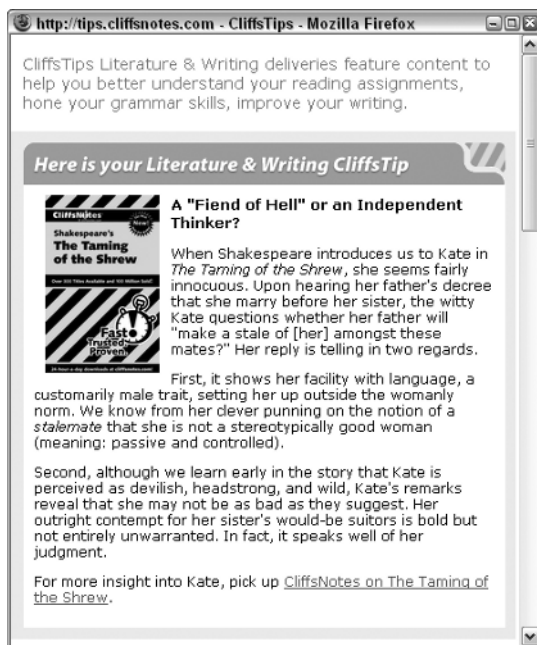 http://tips.cliffsnotes.com - CliffsTips - Mozilla Firefox
CliffsTips Literature & Writing deliveries feature content to
help you better understand your reading assignments,
hone your grammar skills, improve your writing.
Here is your Literature & Writing CliffsTip
CliffsNotes
Shakespeare's
The Taming
of the Shrew
Fast.
Trusted.
Proven.
24-hour-a-day downloads at cliffsnotes.com
A "Fiend of Hell" or an Independent
Thinker?
When Shakespeare introduces us to Kate in
The Taming of the Shrew, she seems fairly
innocuous. Upon hearing her father's decree
that she marry before her sister, the witty
Kate questions whether her father will
"make a stale of [her] amongst these
mates?" Her reply is telling in two regards.
First, it shows her facility with language, a
customarily male trait, setting her up outside the womanly
norm. We know from her clever punning on the notion of a
stalemate that she is not a stereotypically good woman
(meaning: passive and controlled).
Second, although we learn early in the story that Kate is
perceived as devilish, headstrong, and wild, Kate's remarks
reveal that she may not be as bad as they suggest. Her
outright contempt for her sister's would-be suitors is bold but
not entirely unwarranted. In fact, it speaks well of her
judgment.
For more insight into Kate, pick up CliffsNotes on The Taming of
the Shrew.